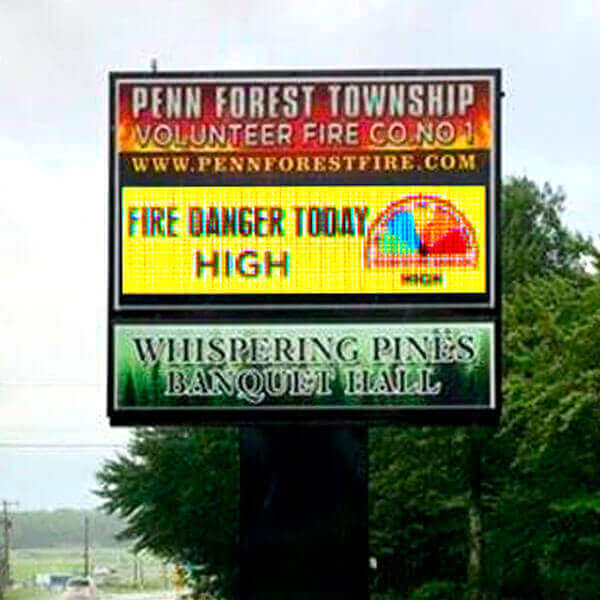 PENN FOREST TOWNSHIP
VOLUNTEER FIRE CO.NO 1
WWW.PENNFORESTFIRE.COM
FIRE DANGER TODAY
HIGH
HIGH
WHISPERING PINES
BANQUET HALL